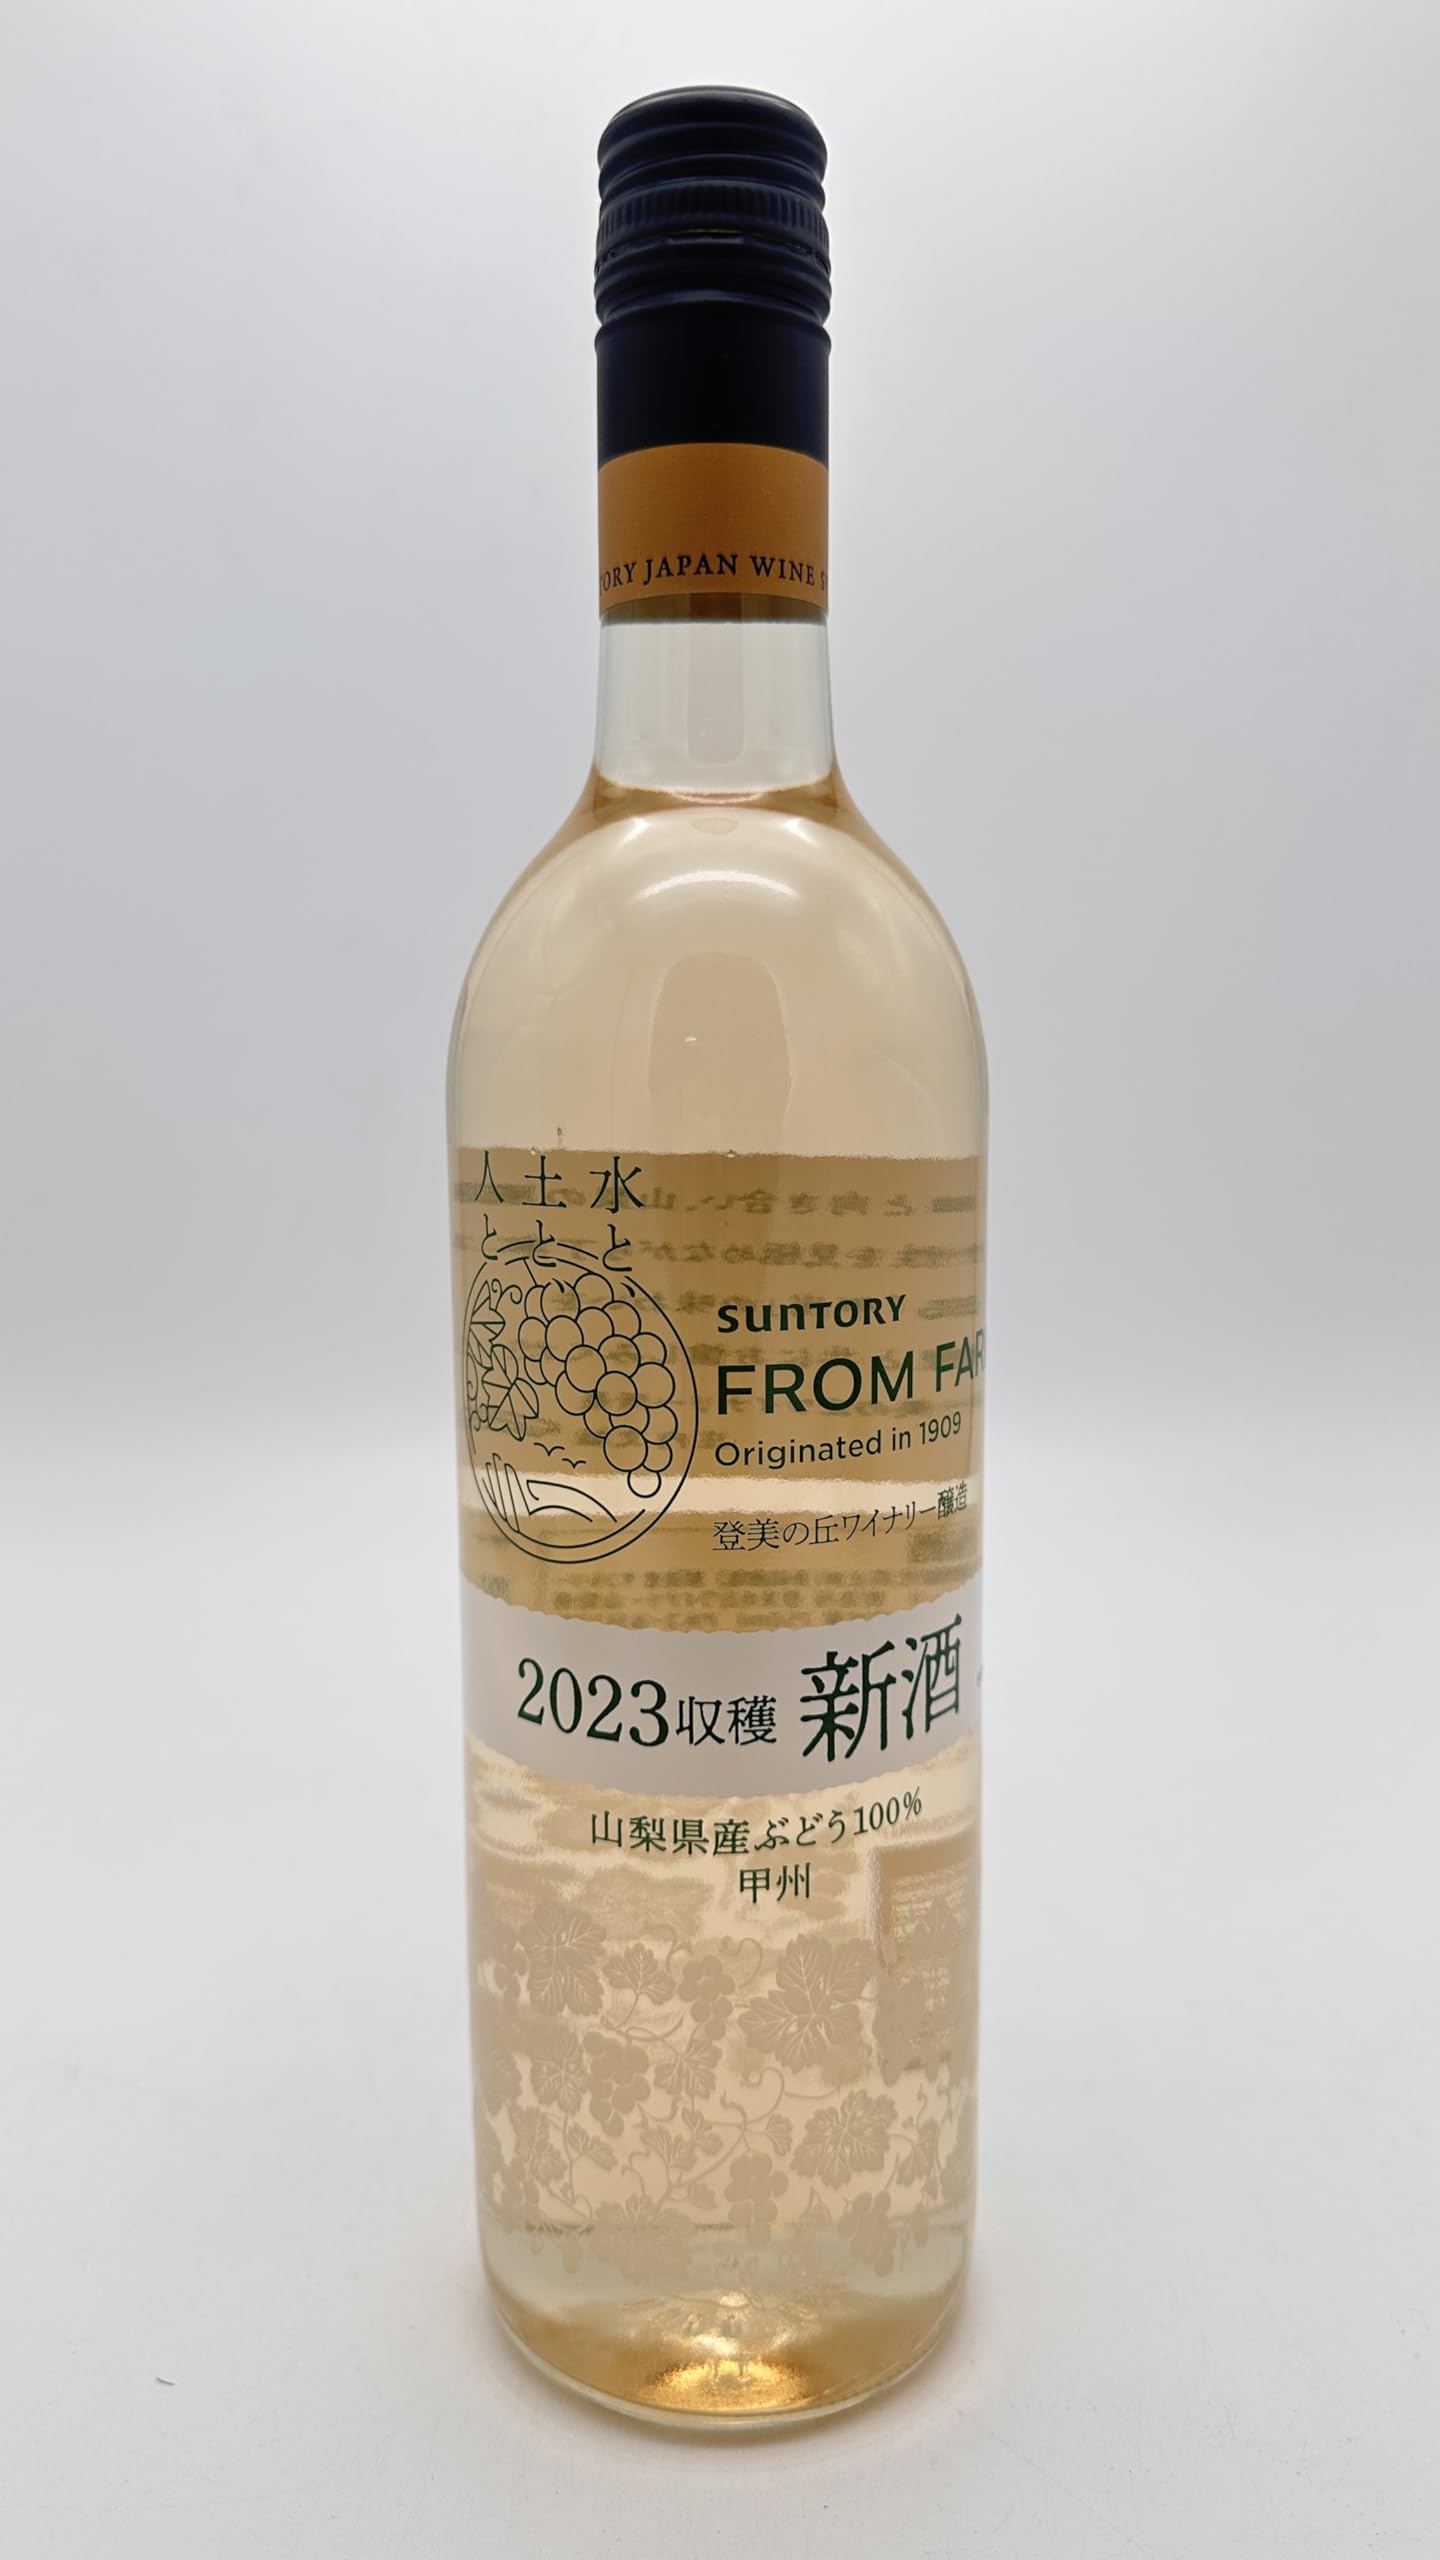 TORY JAPAN WINE S
水と、
土と、
人と
SUNTORY
FROM FAR
Originated in 1909
登美の丘ワイナリー醸造
2023収穫 新酒
山梨県産ぶどう100%
甲州